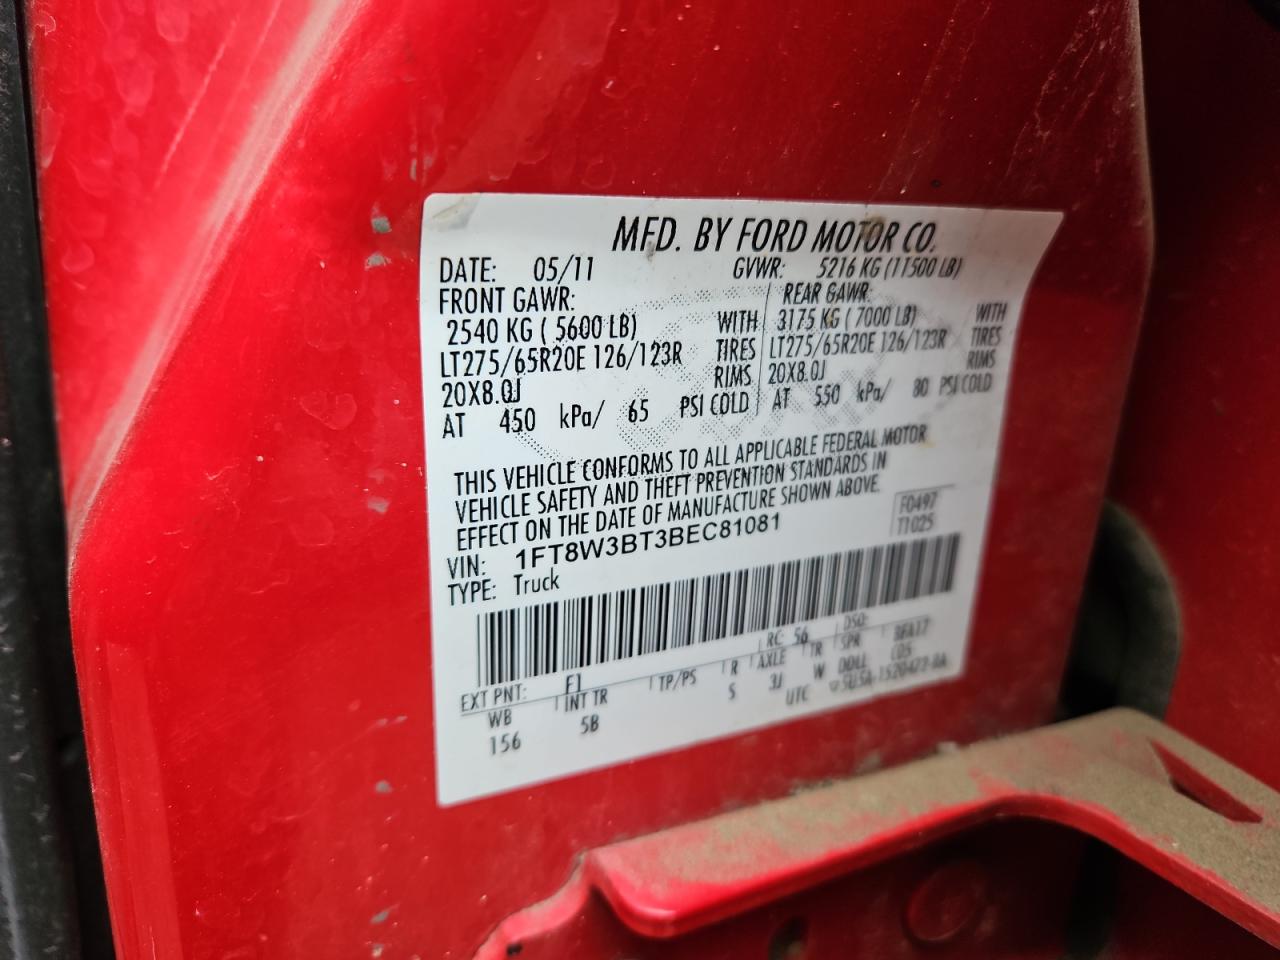 MFD. BY FORD MOTOR CO.
DATE: 05/11 GVWR: 5216 KG (11500 LB)
FRONT GAWR: REAR GAWR:
2540 KG ( 5600 LB) WITH 3175 KG ( 7000 LB) WITH
LT275/65R20E 126/123R TIRES LT275/65R20E 126/123R TIRES
20X8.0J RIMS 20X8.0J RIMS
AT 450 kPa/ 65 PSI COLD AT 550 kPa/ 80 PSI COLD
THIS VEHICLE CONFORMS TO ALL APPLICABLE FEDERAL MOTOR
VEHICLE SAFETY AND THEFT PREVENTION STANDARDS IN
EFFECT ON THE DATE OF MANUFACTURE SHOWN ABOVE.
F0497
T1025
VIN: 1FT8W3BT3BEC81081
TYPE: Truck
EXT PNT: F1 RC: 56 DSO:
WB INT TR TP/PS R AXLE TR SPR
156 5B S 3J W DDLL
UTC